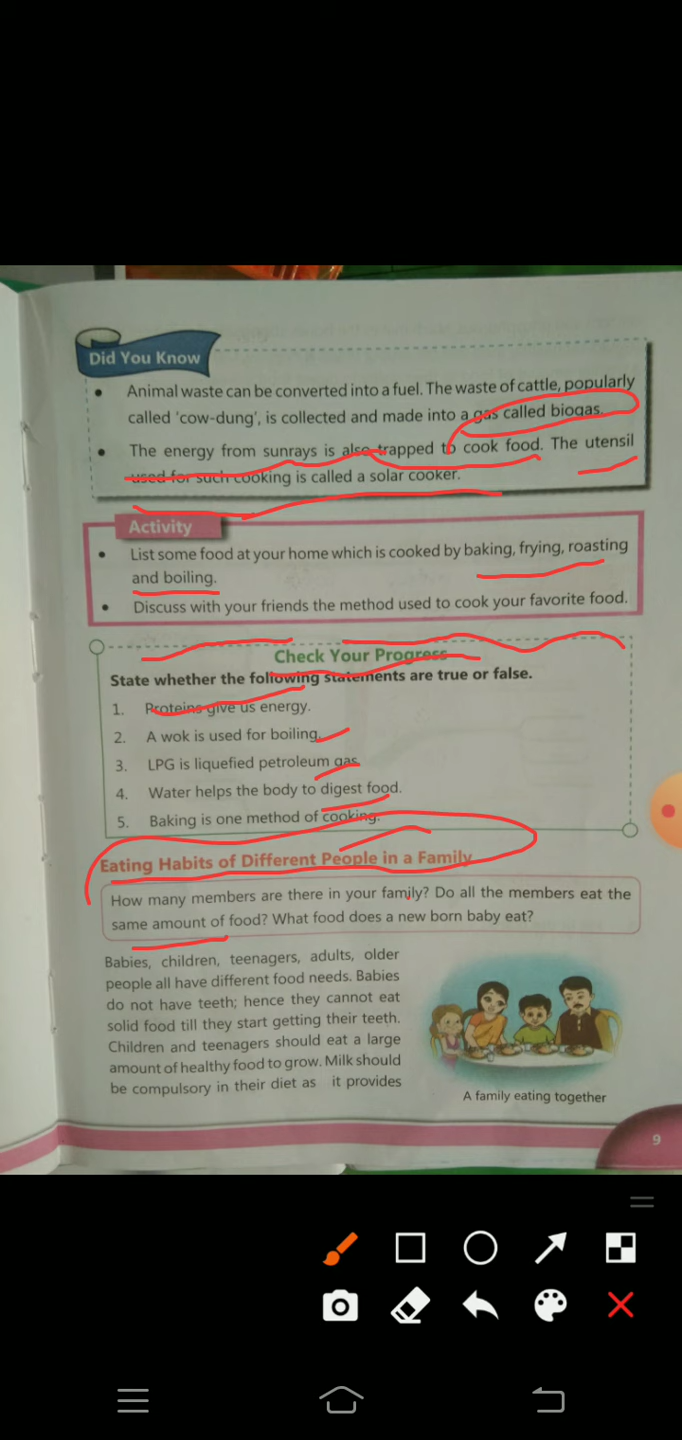 Did You Know
• Animal waste can be converted into a fuel. The waste of cattle, popularly
called 'cow-dung', is collected and made into a gas called biogas.
• The energy from sunrays is also trapped to cook food. The utensil
used for such cooking is called a solar cooker.
Activity
• List some food at your home which is cooked by baking, frying, roasting
and boiling.
• Discuss with your friends the method used to cook your favorite food.
Check Your Progress
State whether the following statements are true or false.
1. Proteins give us energy.
2. A wok is used for boiling.
3. LPG is liquefied petroleum gas.
4. Water helps the body to digest food.
5. Baking is one method of cooking.
Eating Habits of Different People in a Family
How many members are there in your family? Do all the members eat the
same amount of food? What food does a new born baby eat?
Babies, children, teenagers, adults, older
people all have different food needs. Babies
do not have teeth; hence they cannot eat
solid food till they start getting their teeth.
Children and teenagers should eat a large
amount of healthy food to grow. Milk should
be compulsory in their diet as it provides
A family eating together
9